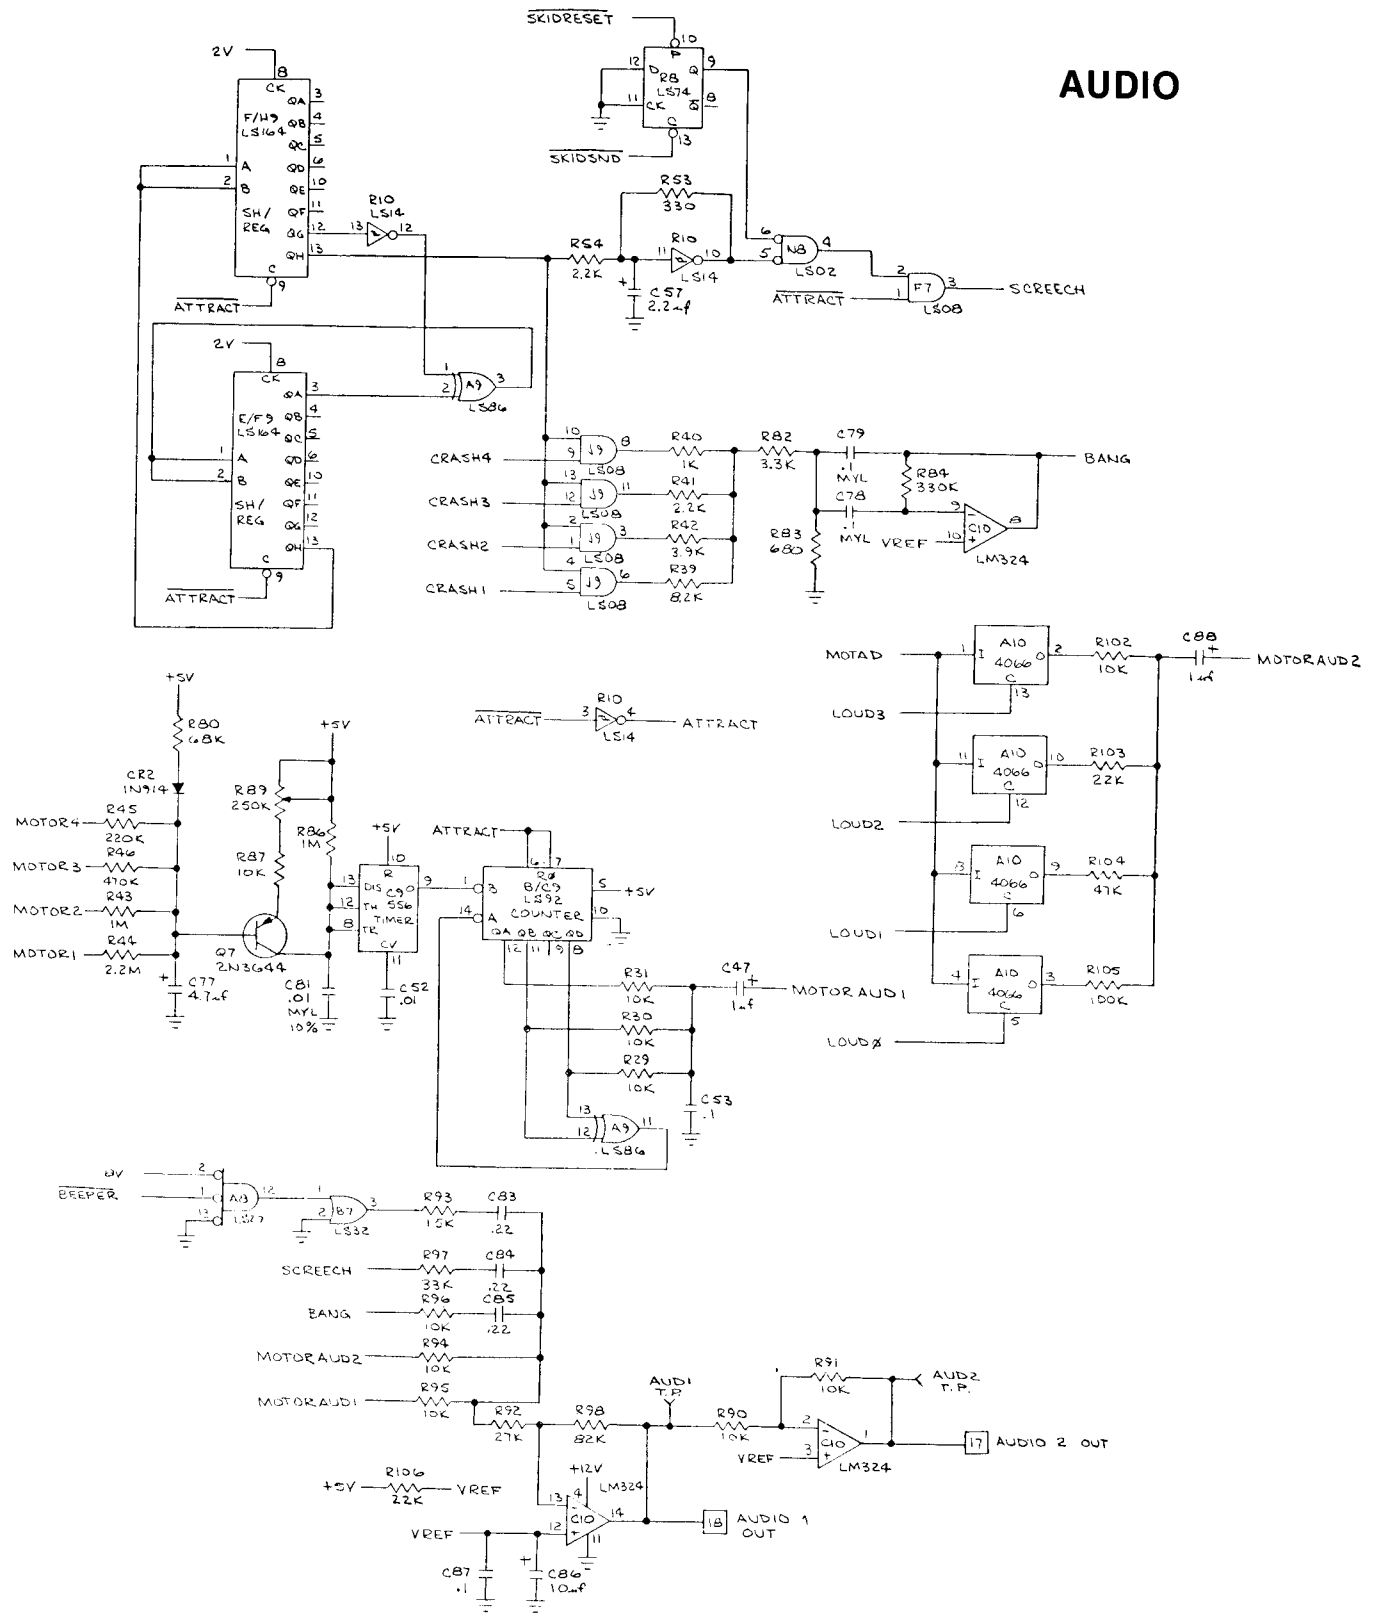 AUDIO
SKIDRESET
10
P
12 D Q 9
R8
LS74
11 CK Q 8
C
13
SKIDSND
2V
8
CK
QA 3
F/H9 QB 4
LS164
QC 5
1 A QD 6
2 B QE 10
SH/ QF 11
REG
QG 12
QH 13
C
9
ATTRACT
R10
LS14
13 12
R53
330
R54
2.2K
R10
11 10
LS14
+
C57
2.2uf
6
5 N8 4
LS02
2
1 F7 3
LS08
ATTRACT
SCREECH
2V
8
CK
QA 3
E/F9 QB 4
LS164
QC 5
1 A QD 6
2 B QE 10
SH/ QF 11
REG
QG 12
QH 13
C
9
ATTRACT
1
2 A9 3
LS86
CRASH4
10
9 J9 8
LS08
R40
1K
CRASH3
13
12 J9 11
LS08
R41
2.2K
CRASH2
2
1 J9 3
LS08
R42
3.9K
CRASH1
4
5 J9 6
LS08
R39
8.2K
R82
3.3K
C79
.1
MYL
R84
330K
C78
.1
MYL
R83
680
VREF
9 -
10 + C10 8
LM324
BANG
MOTAD
1 I A10 O 2
4066
C
13
LOUD3
R102
10K
C88
+
1uf
MOTORAUD2
11 I A10 O 10
4066
C
12
LOUD2
R103
22K
8 I A10 O 9
4066
C
6
LOUD1
R104
47K
4 I A10 O 3
4066
C
5
LOUDØ
R105
100K
ATTRACT 3 R10 4 ATTRACT
LS14
+5V
R80
68K
CR2
1N914
MOTOR4 R45
220K
MOTOR3 R46
470K
MOTOR2 R43
1M
MOTOR1 R44
2.2M
+
C77
4.7uf
R89
250K
R87
10K
Q7
2N3644
+5V
R86
1M
C81
.01
MYL
10%
+5V
10
R
13 DIS C9 O 9
12 TH 556
TIMER
8 TR
CV
11
C52
.01
ATTRACT
6 7
RØ
1 B B/C9 5 +5V
LS92
14 A COUNTER 10
QA QB QC QD
12 11 9 8
R31
10K
R30
10K
R29
10K
C47
+
1uf
MOTORAUD1
C53
.1
13
12 A9 11
LS86
8V
BEEPER
2
1
13
A8 12
LS27
1
2 B7 3
LS32
R93
15K
C83
.22
SCREECH R97
33K
C84
.22
BANG R96
10K
C85
.22
MOTORAUD2 R94
10K
MOTORAUD1 R95
10K
R92
27K
R98
82K
AUD1
T.P.
R90
10K
R91
10K
AUD2
T.P.
2 -
3 + C10 1
LM324
VREF
17 AUDIO 2 OUT
+5V R106 VREF
22K
+12V
LM324
13 - 4
12 + C10 14
11
VREF
18 AUDIO 1
OUT
C87
.1
+
C86
10uf